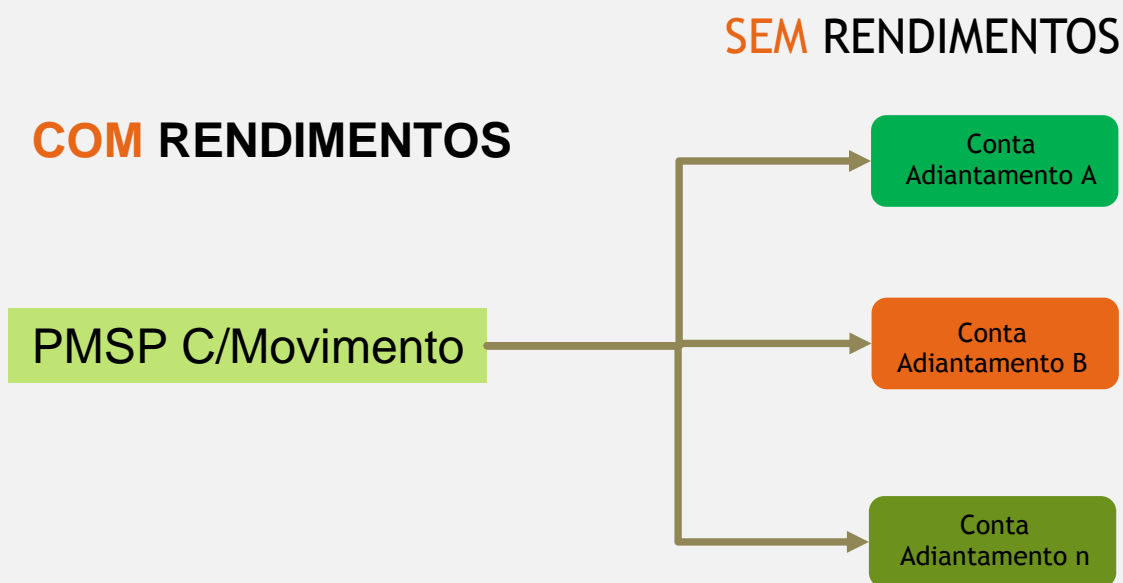 SEM RENDIMENTOS
COM RENDIMENTOS
Conta
Adiantamento A
PMSP C/Movimento
Conta
Adiantamento B
Conta
Adiantamento n